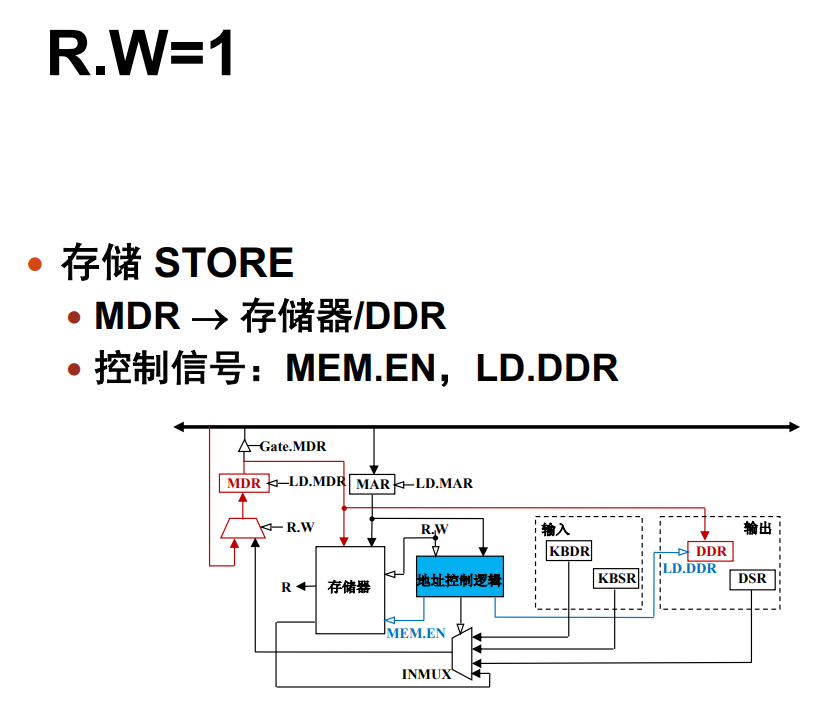 R.W=1
• 存储 STORE
• MDR → 存储器/DDR
• 控制信号：MEM.EN，LD.DDR
Gate.MDR
MDR
LD.MDR
MAR
LD.MAR
R.W
R.W
输入
输出
KBDR
DDR
KBSR
LD.DDR
DSR
R
存储器
地址控制逻辑
MEM.EN
INMUX